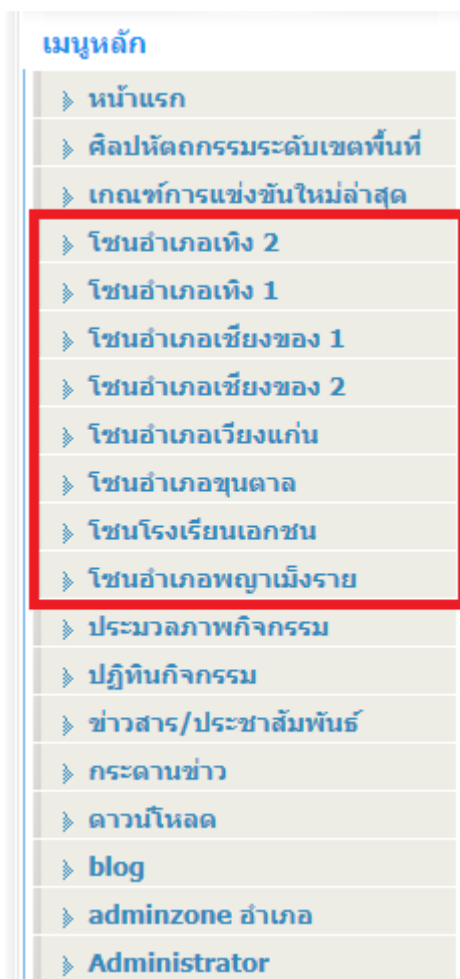 เมนูหลัก
หน้าแรก
ศิลปหัตถกรรมระดับเขตพื้นที่
เกณฑ์การแข่งขันใหม่ล่าสุด
โซนอำเภอเทิง 2
โซนอำเภอเทิง 1
โซนอำเภอเชียงของ 1
โซนอำเภอเชียงของ 2
โซนอำเภอเวียงแก่น
โซนอำเภอขุนตาล
โซนโรงเรียนเอกชน
โซนอำเภอพญาเม็งราย
ประมวลภาพกิจกรรม
ปฏิทินกิจกรรม
ข่าวสาร/ประชาสัมพันธ์
กระดานข่าว
ดาวน์โหลด
blog
adminzone อำเภอ
Administrator